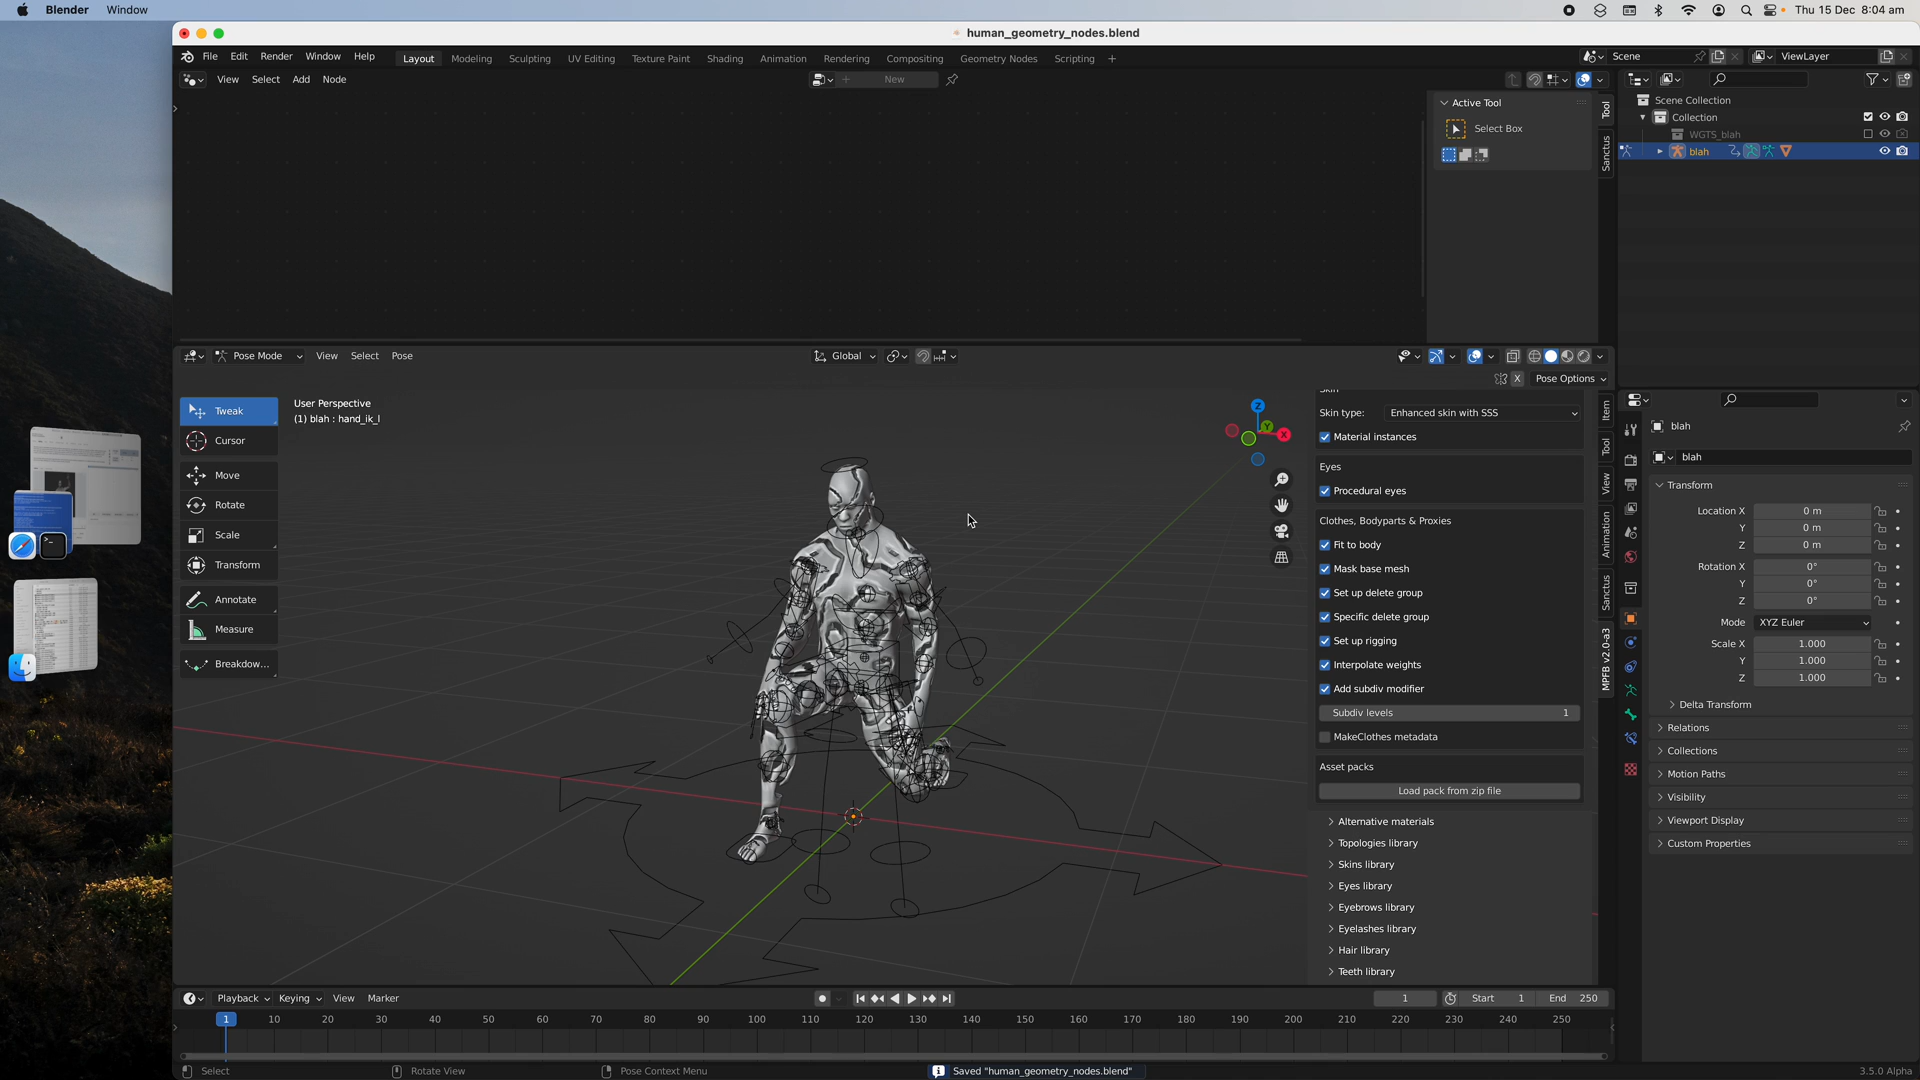 Blender Window Thu 15 Dec 8:04 am
human_geometry_nodes.blend
File Edit Render Window Help Layout Modeling Sculpting UV Editing Texture Paint Shading Animation Rendering Compositing Geometry Nodes Scripting + Scene ViewLayer
View Select Add Node + New
Scene Collection
Collection
WGTS_blah
blah
Active Tool
Select Box
Tool
Sanctus
Pose Mode View Select Pose Global
X Pose Options
User Perspective
(1) blah : hand_ik_l
Tweak
Cursor
Move
Rotate
Scale
Transform
Annotate
Measure
Breakdow...
Z
Y
X
Skin
Skin type: Enhanced skin with SSS
Material instances
Eyes
Procedural eyes
Clothes, Bodyparts & Proxies
Fit to body
Mask base mesh
Set up delete group
Specific delete group
Set up rigging
Interpolate weights
Add subdiv modifier
Subdiv levels 1
MakeClothes metadata
Asset packs
Load pack from zip file
Alternative materials
Topologies library
Skins library
Eyes library
Eyebrows library
Eyelashes library
Hair library
Teeth library
Item
Tool
View
Animation
Sanctus
MPFB v2.0-a3
blah
blah
Transform
Location X 0 m
Y 0 m
Z 0 m
Rotation X 0°
Y 0°
Z 0°
Mode XYZ Euler
Scale X 1.000
Y 1.000
Z 1.000
Delta Transform
Relations
Collections
Motion Paths
Visibility
Viewport Display
Custom Properties
Playback Keying View Marker 1 Start 1 End 250
1 10 20 30 40 50 60 70 80 90 100 110 120 130 140 150 160 170 180 190 200 210 220 230 240 250
Select Rotate View Pose Context Menu Saved "human_geometry_nodes.blend" 3.5.0 Alpha